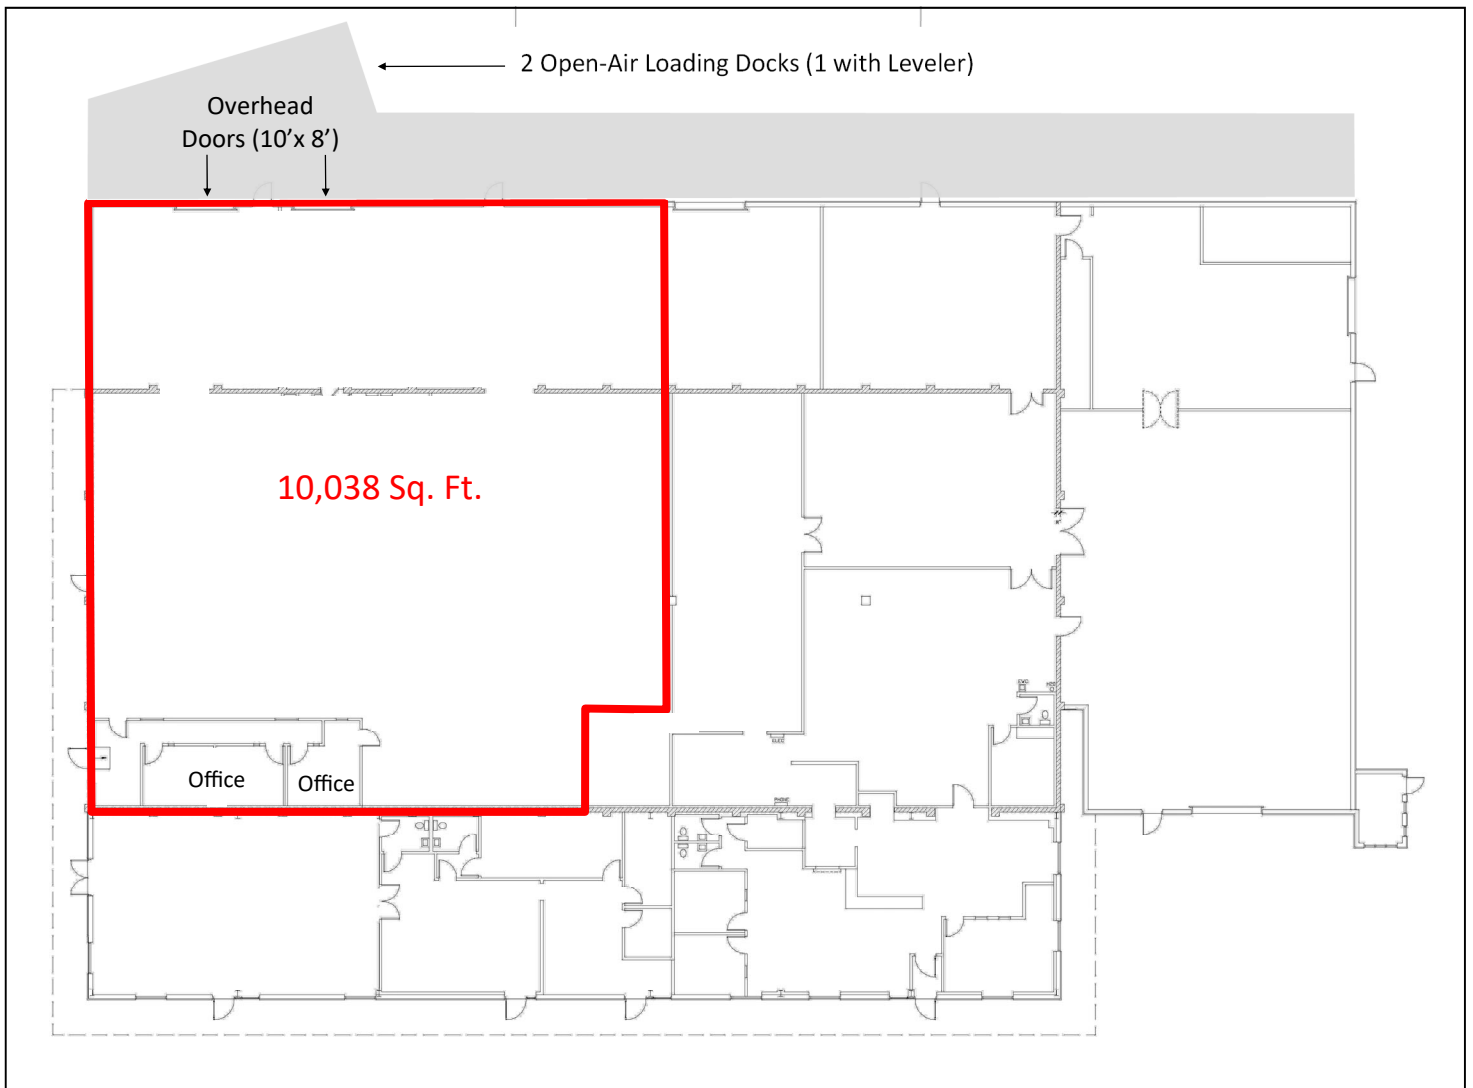 2 Open-Air Loading Docks (1 with Leveler)
Overhead
Doors (10’x 8’)
10,038 Sq. Ft.
Office
Office